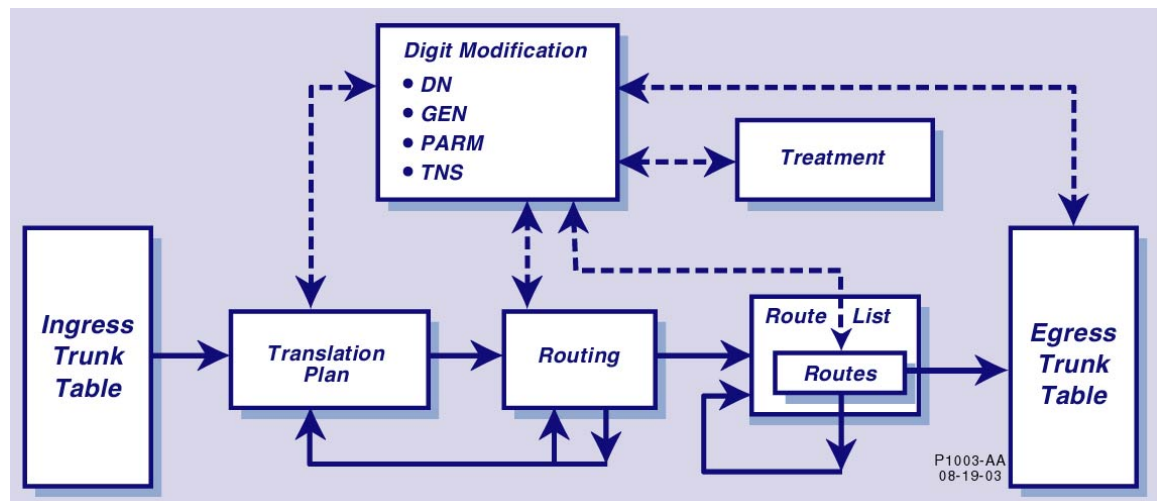 Digit Modification
• DN
• GEN
• PARM
• TNS
Treatment
Ingress
Trunk
Table
Translation
Plan
Routing
Route List
Routes
Egress
Trunk
Table
P1003-AA
08-19-03